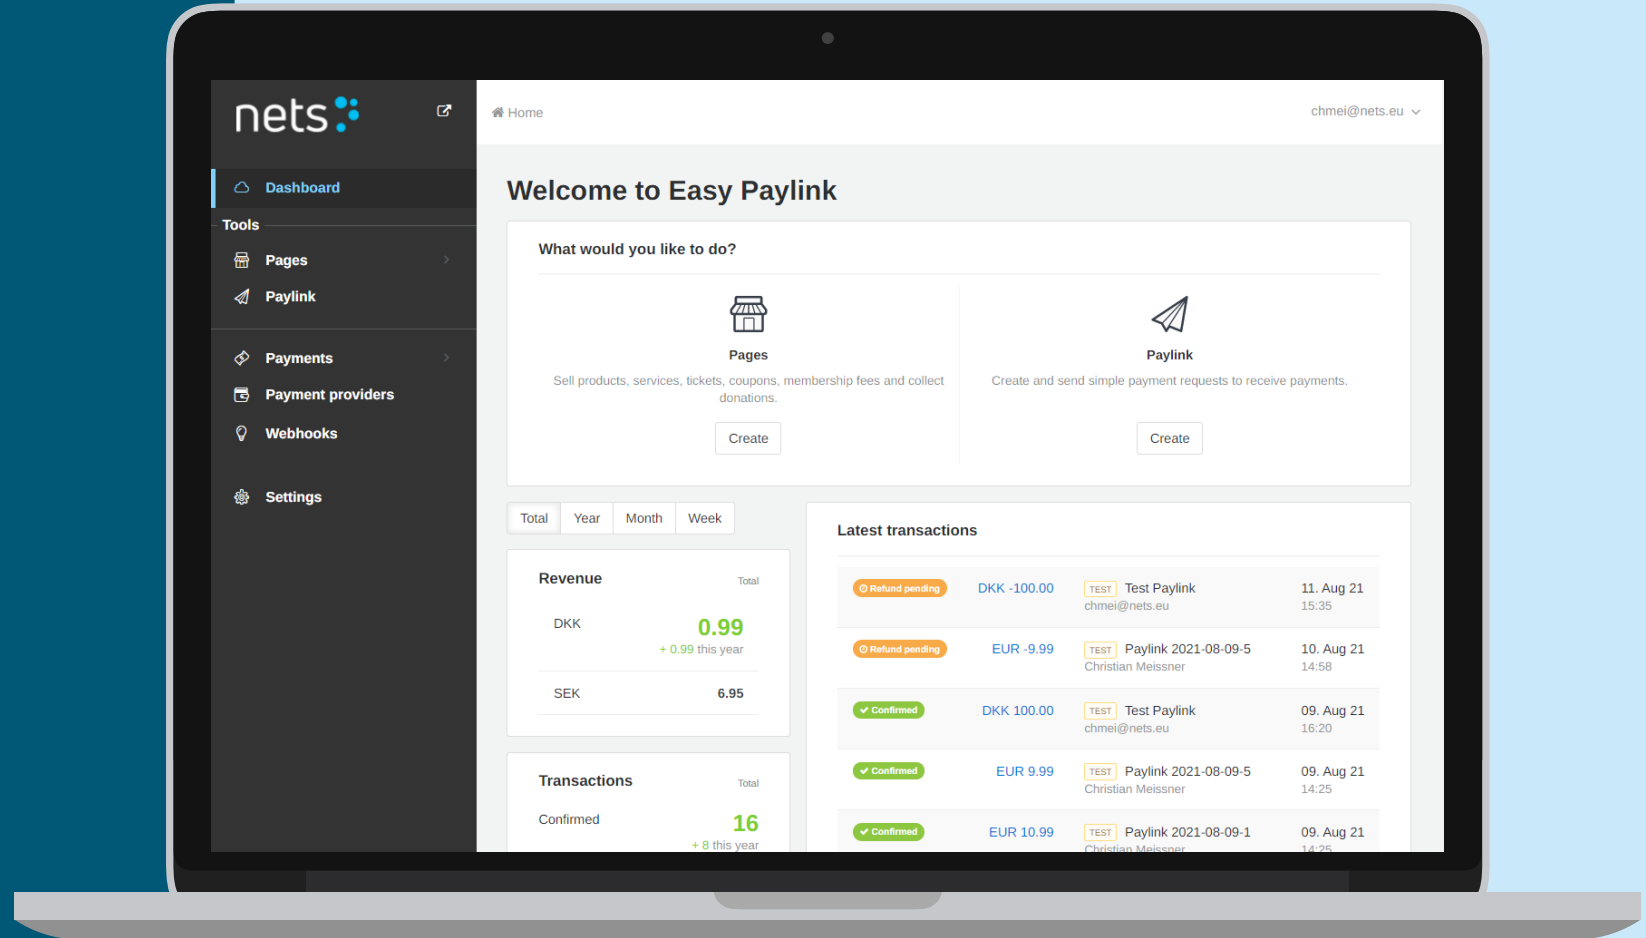 nets
Home
chmei@nets.eu
Dashboard
Tools
Pages
Paylink
Payments
Payment providers
Webhooks
Settings
Welcome to Easy Paylink
What would you like to do?
Pages
Sell products, services, tickets, coupons, membership fees and collect
donations.
Create
Paylink
Create and send simple payment requests to receive payments.
Create
Total Year Month Week
Revenue Total
DKK 0.99
+ 0.99 this year
SEK 6.95
Transactions Total
Confirmed 16
+ 8 this year
Latest transactions
Refund pending DKK -100.00 TEST Test Paylink 11. Aug 21
chmei@nets.eu 15:35
Refund pending EUR -9.99 TEST Paylink 2021-08-09-5 10. Aug 21
Christian Meissner 14:58
Confirmed DKK 100.00 TEST Test Paylink 09. Aug 21
chmei@nets.eu 16:20
Confirmed EUR 9.99 TEST Paylink 2021-08-09-5 09. Aug 21
Christian Meissner 14:25
Confirmed EUR 10.99 TEST Paylink 2021-08-09-1 09. Aug 21
Christian Meissner 14:25